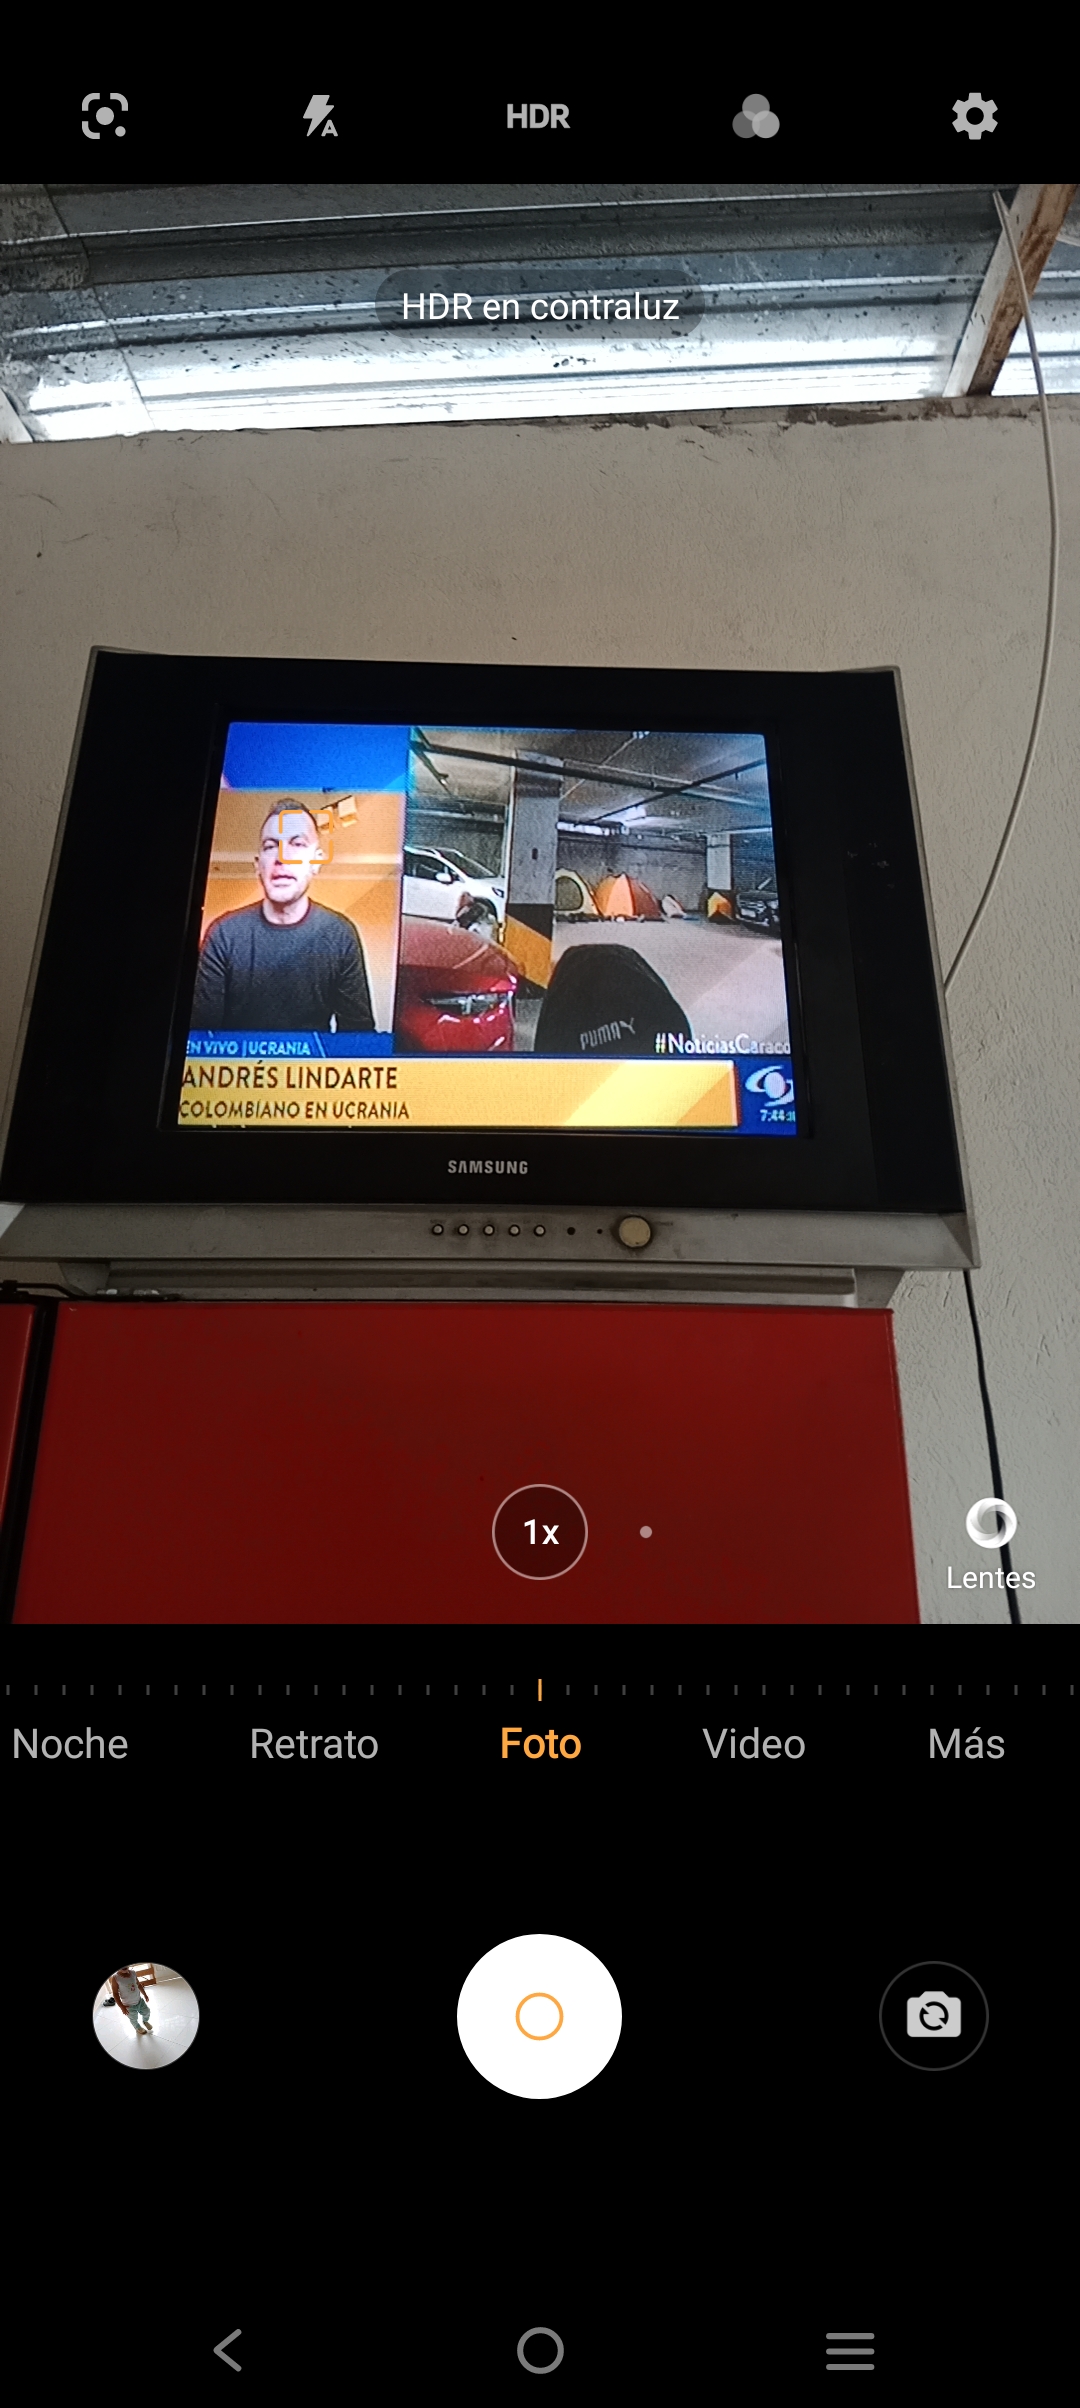 HDR
HDR en contraluz
EN VIVO | UCRANIA
PUMA
#NoticiasCaraco
ANDRÉS LINDARTE
COLOMBIANO EN UCRANIA
7:44
SAMSUNG
1x
Lentes
Noche Retrato Foto Video Más